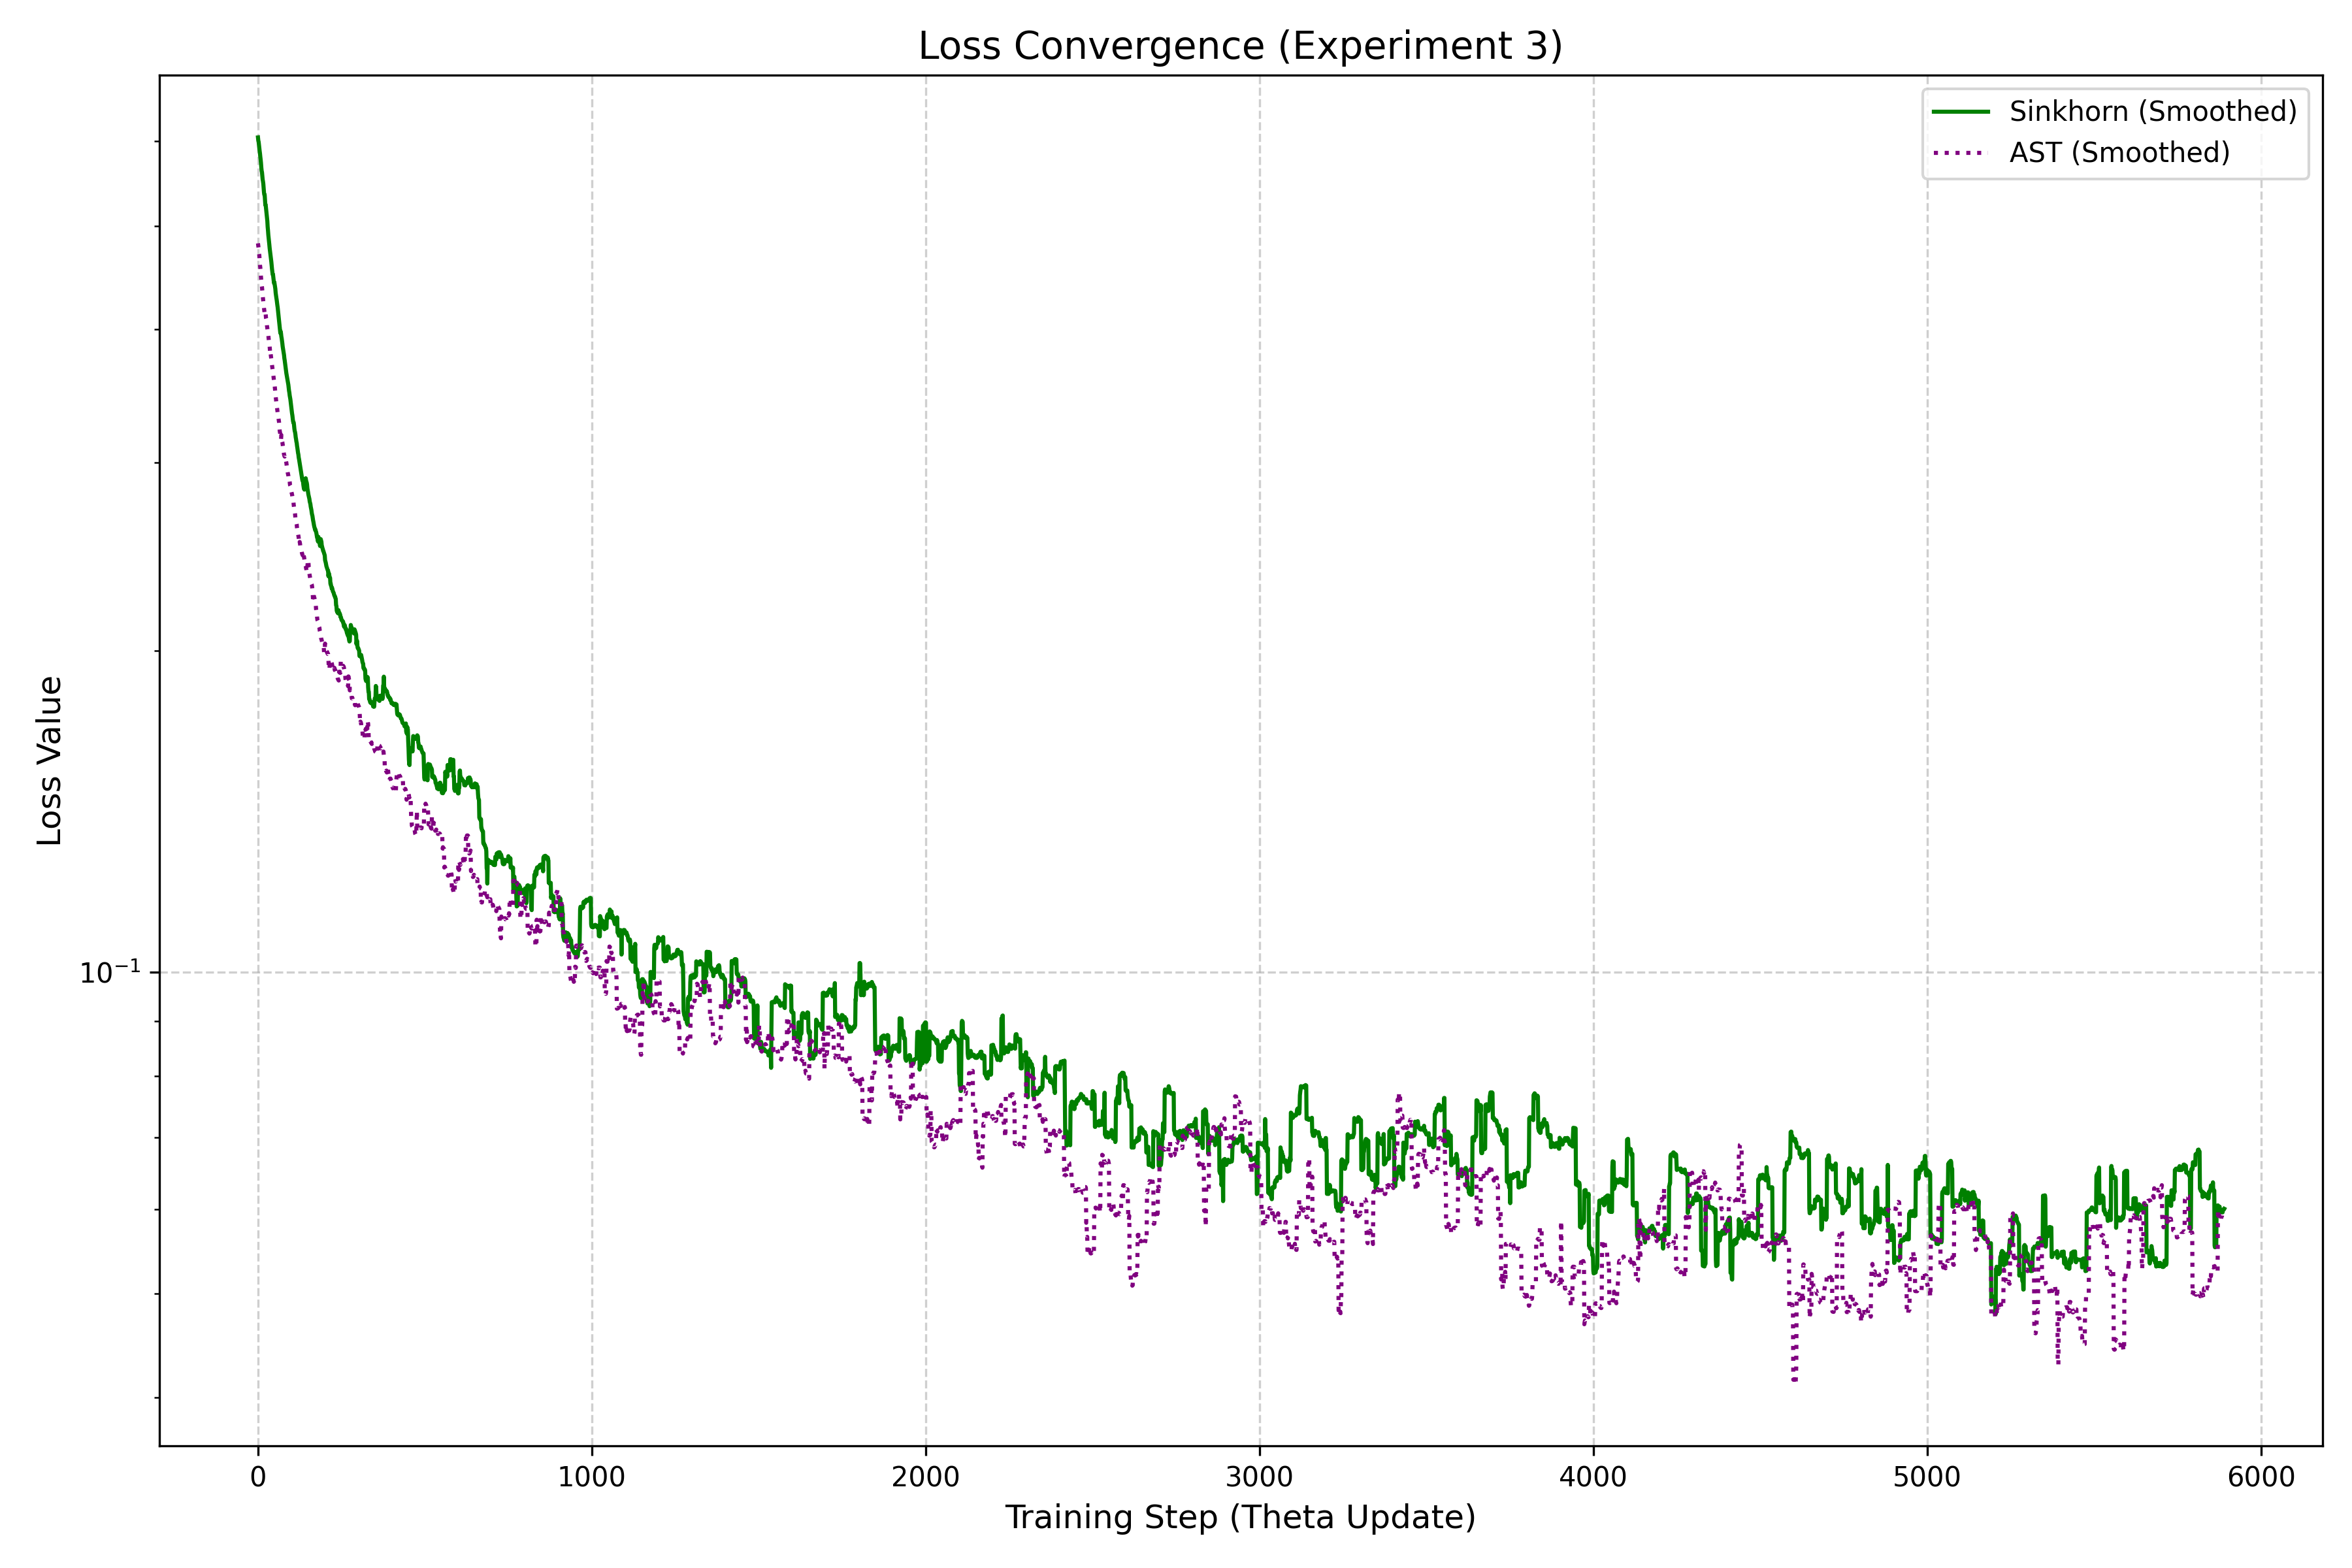 Loss Convergence (Experiment 3)
Sinkhorn (Smoothed)
AST (Smoothed)
Loss Value
10⁻¹
0 1000 2000 3000 4000 5000 6000
Training Step (Theta Update)